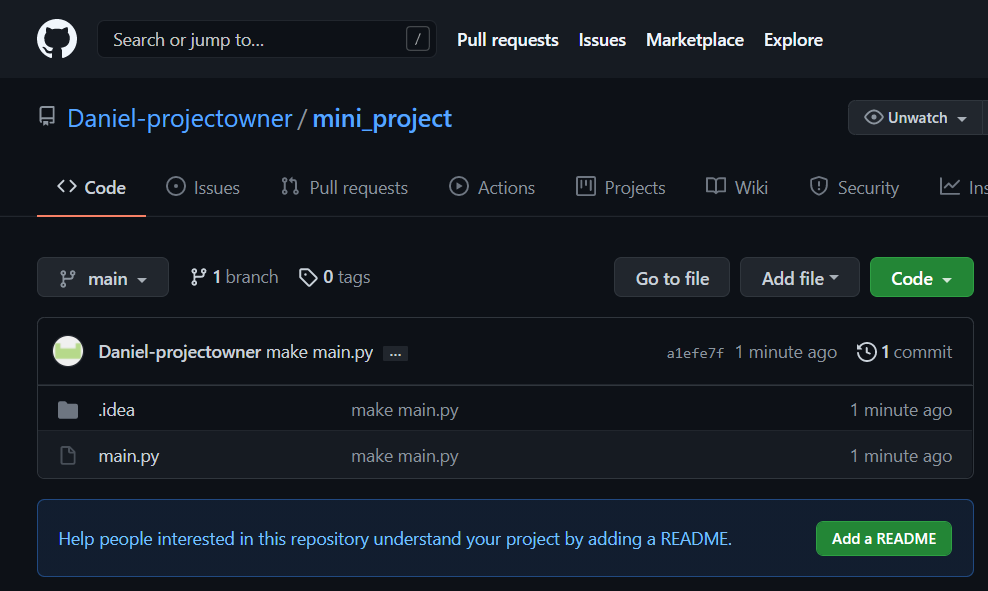 Search or jump to... / Pull requests Issues Marketplace Explore
Daniel-projectowner / mini_project Unwatch
Code Issues Pull requests Actions Projects Wiki Security Ins
main 1 branch 0 tags Go to file Add file Code
Daniel-projectowner make main.py ... a1efe7f 1 minute ago 1 commit
.idea make main.py 1 minute ago
main.py make main.py 1 minute ago
Help people interested in this repository understand your project by adding a README. Add a README